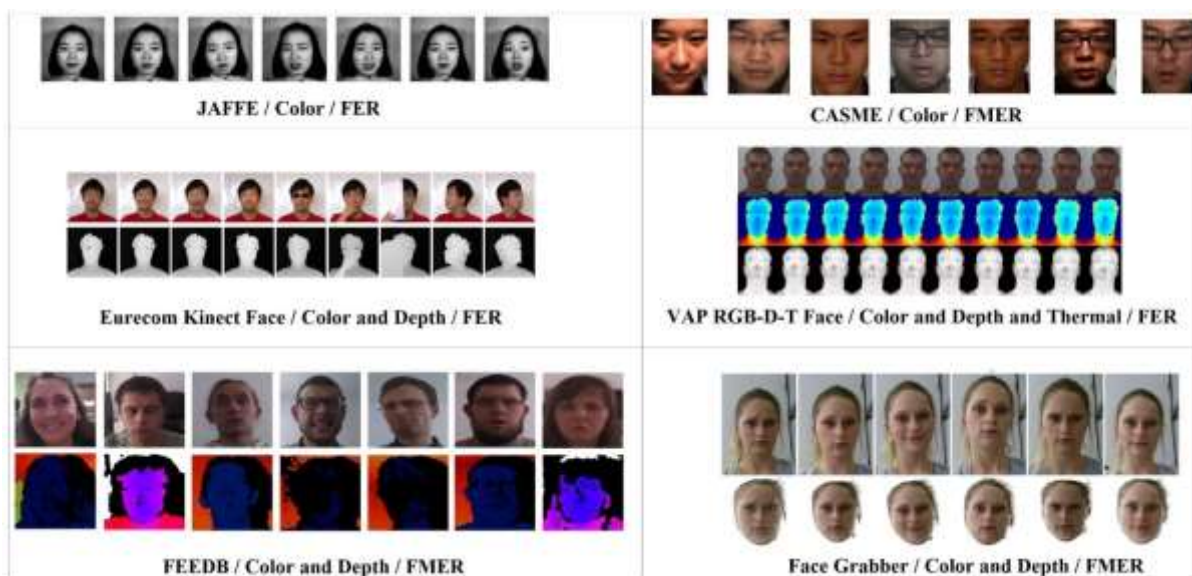 JAFFE / Color / FER
CASME / Color / FMER
Eurecom Kinect Face / Color and Depth / FER
VAP RGB-D-T Face / Color and Depth and Thermal / FER
FEEDB / Color and Depth / FMER
Face Grabber / Color and Depth / FMER